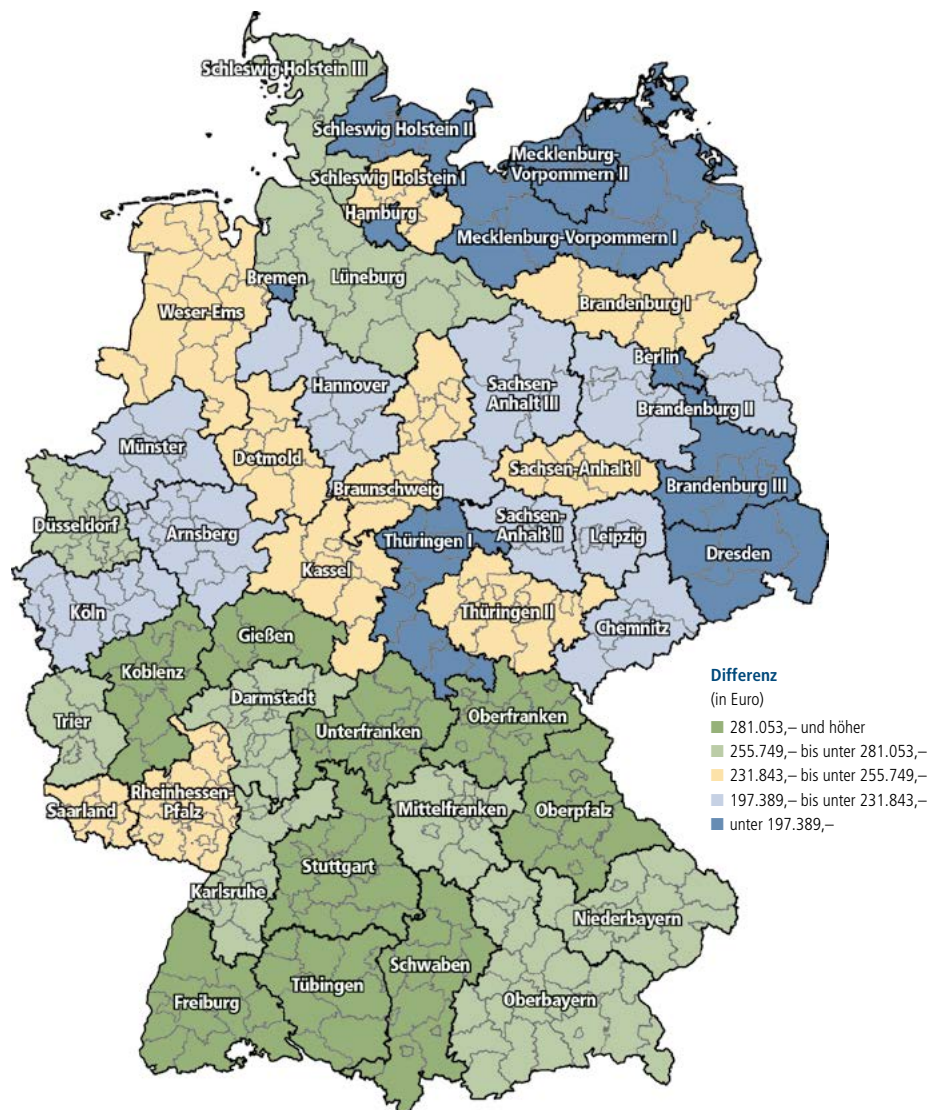 Schleswig-Holstein III
Schleswig Holstein II
Mecklenburg-
Vorpommern II
Schleswig Holstein I
Hamburg
Mecklenburg-Vorpommern I
Bremen
Lüneburg
Weser-Ems
Brandenburg I
Berlin
Hannover
Sachsen-
Anhalt III
Brandenburg II
Münster
Detmold
Sachsen-Anhalt I
Braunschweig
Brandenburg III
Düsseldorf
Arnsberg
Thüringen I
Sachsen-
Anhalt II
Leipzig
Dresden
Kassel
Köln
Thüringen II
Chemnitz
Gießen
Koblenz
Darmstadt
Trier
Unterfranken
Oberfranken
Saarland
Rheinhessen-
Pfalz
Mittelfranken
Oberpfalz
Stuttgart
Karlsruhe
Niederbayern
Schwaben
Tübingen
Freiburg
Oberbayern
Differenz
(in Euro)
281.053,– und höher
255.749,– bis unter 281.053,–
231.843,– bis unter 255.749,–
197.389,– bis unter 231.843,–
unter 197.389,–